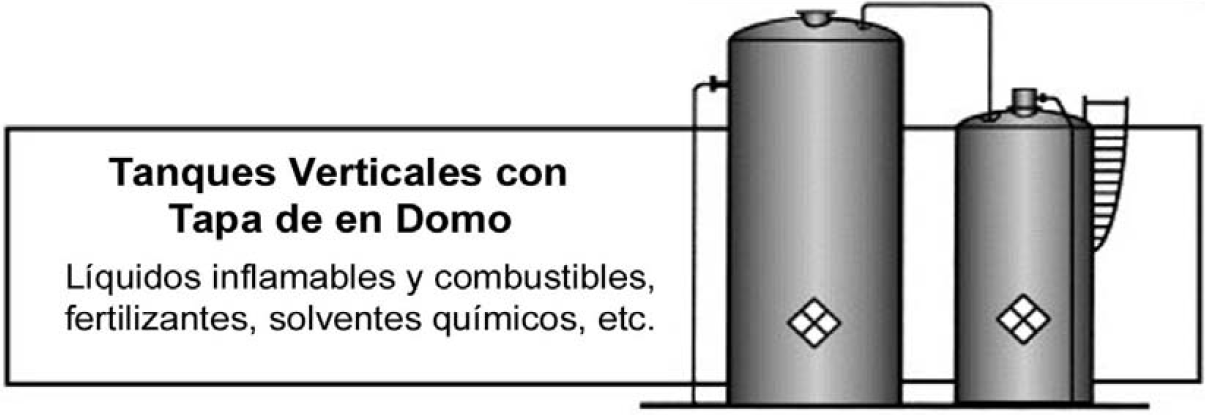 Tanques Verticales con
Tapa de en Domo
Líquidos inflamables y combustibles,
fertilizantes, solventes químicos, etc.